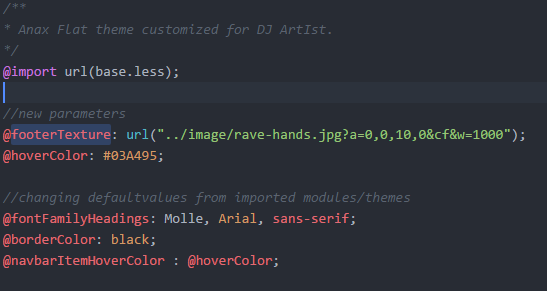 /**
* Anax Flat theme customized for DJ ArtIst.
*/
@import url(base.less);
//new parameters
@footerTexture: url("../image/rave-hands.jpg?a=0,0,10,0&cf&w=1000");
@hoverColor: #03A495;
//changing defaultvalues from imported modules/themes
@fontFamilyHeadings: Molle, Arial, sans-serif;
@borderColor: black;
@navbarItemHoverColor : @hoverColor;